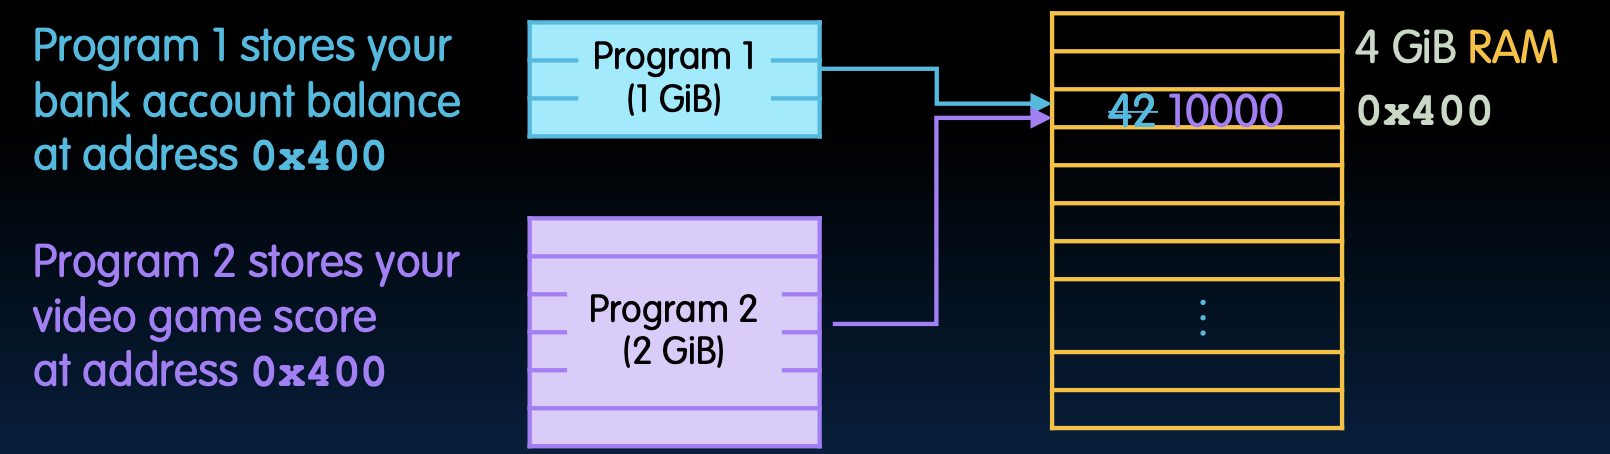 Program 1 stores your
bank account balance
at address 0x400
Program 2 stores your
video game score
at address 0x400
Program 1
(1 GiB)
Program 2
(2 GiB)
42 10000
4 GiB RAM
0x400